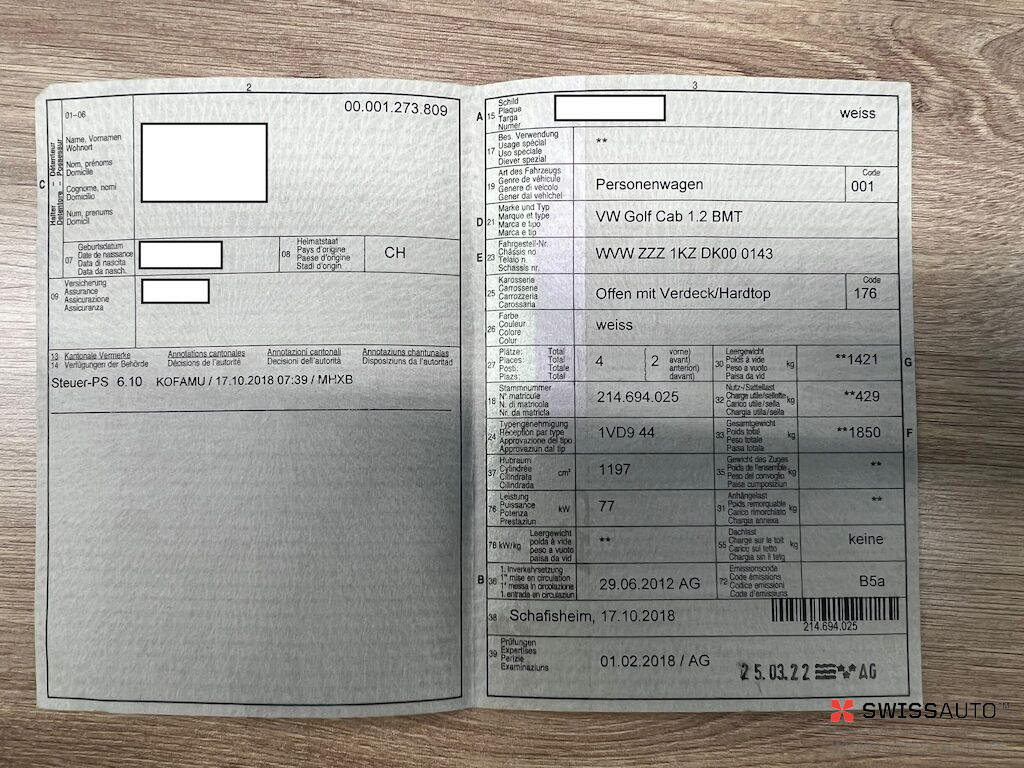 2
00.001.273.809
01–06
Name, Vornamen
Wohnort
Nom, prénoms
Domicile
Cognome, nomi
Domicilio
Num, prenums
Domicil
C
Halter – Détenteur
Detentore – Possessur
07
Geburtsdatum
Date de naissance
Data di nascita
Data da nasch.
08
Heimatstaat
Pays d'origine
Paese d'origine
Stadi d'origin
CH
09
Versicherung
Assurance
Assicurazione
Assicuranza
13 Kantonale Vermerke
14 Verfügungen der Behörde
Annotations cantonales
Décisions de l'autorité
Annotazioni cantonali
Decisioni dell'autorità
Annotaziuns chantunalas
Disposiziuns da l'autoritad
Steuer-PS 6.10 KOFAMU / 17.10.2018 07:39 / MHXB
3
A 15
Schild
Plaque
Targa
Numer
weiss
17
Bes. Verwendung
Usage spécial
Uso speciale
Diever spezial
**
19
Art des Fahrzeugs
Genre de véhicule
Genere di veicolo
Gener dal vehichel
Personenwagen
Code
001
D 21
Marke und Typ
Marque et type
Marca e tipo
Marca e tip
VW Golf Cab 1.2 BMT
E 23
Fahrgestell-Nr.
Châssis no
Telaio n.
Schassis nr.
WVW ZZZ 1KZ DK00 0143
25
Karosserie
Carrosserie
Carrozzeria
Carossaria
Offen mit Verdeck/Hardtop
Code
176
26
Farbe
Couleur
Colore
Colur
weiss
27
Plätze: Total
Places: Total
Posti: Totale
Plazs: Total
4
2
vorne)
avant)
anteriori)
davant)
30
Leergewicht
Poids à vide
Peso a vuoto
Paisa da vid
kg
**1421
G
18
Stammnummer
N° matricule
N. di matricola
Nr. da matricla
214.694.025
32
Nutz-/Sattellast
Charge utile/sellette
Carico utile/sella
Chargia utila/sella
kg
**429
24
Typengenehmigung
Réception par type
Approvazione del tipo
Approvaziun dal tip
1VD9 44
33
Gesamtgewicht
Poids total
Peso totale
Paisa totala
kg
**1850
F
37
Hubraum
Cylindrée
Cilindrata
Cilindrada
cm³
1197
35
Gewicht des Zuges
Poids de l'ensemble
Peso del convoglio
Paisa cumposiziun
kg
**
76
Leistung
Puissance
Potenza
Prestaziun
kW
77
31
Anhängelast
Poids remorquable
Carico rimorchiato
Chargia annexa
kg
**
78 kW/kg
Leergewicht
poids à vide
peso a vuoto
paisa da vid
**
55
Dachlast
Charge sur le toit
Carico sul tetto
Chargia sin il tetg
kg
keine
B 36
1. Inverkehrsetzung
1re mise en circulation
1a messa in circolazione
1. entrada en circulaziun
29.06.2012 AG
72
Emissionscode
Code émissions
Codice emissioni
Code d'emissiuns
B5a
38
Schafisheim, 17.10.2018
214.694.025
39
Prüfungen
Expertises
Perizie
Examinaziuns
01.02.2018 / AG
25.03.22 AG
SWISSAUTO™